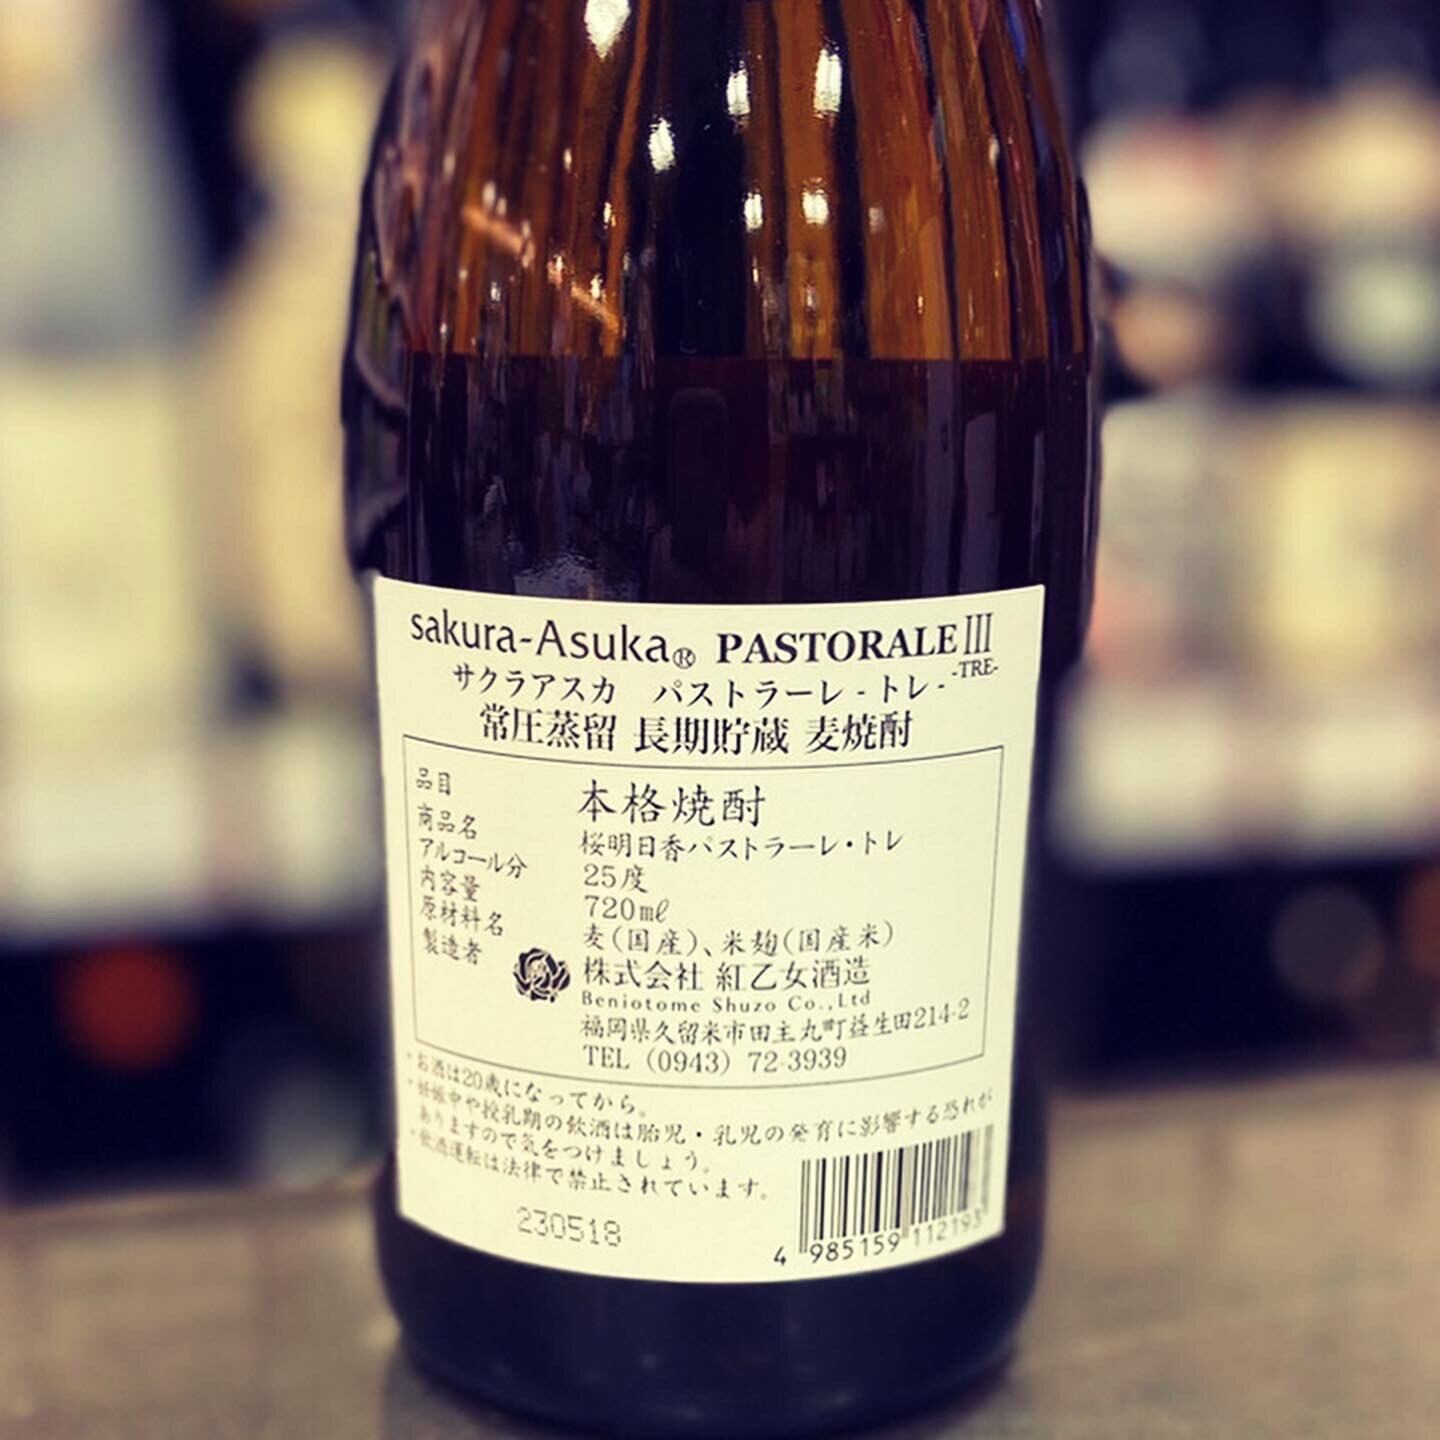 sakura-Asuka® PASTORALE III
-TRE-
サクラアスカ パストラーレ-トレ-
常圧蒸留 長期貯蔵 麦焼酎
品目 本格焼酎
商品名 桜明日香パストラーレ・トレ
アルコール分 25度
内容量 720㎖
原材料名 麦(国産)、米麹(国産米)
製造者 株式会社 紅乙女酒造
Beniotome Shuzo Co.,Ltd
福岡県久留米市田主丸町益生田214-2
TEL (0943) 72-3939
・お酒は20歳になってから。
・妊娠中や授乳期の飲酒は胎児・乳児の発育に影響する恐れが
ありますので気をつけましょう。
・飲酒運転は法律で禁止されています。
230518
4 985159 112193